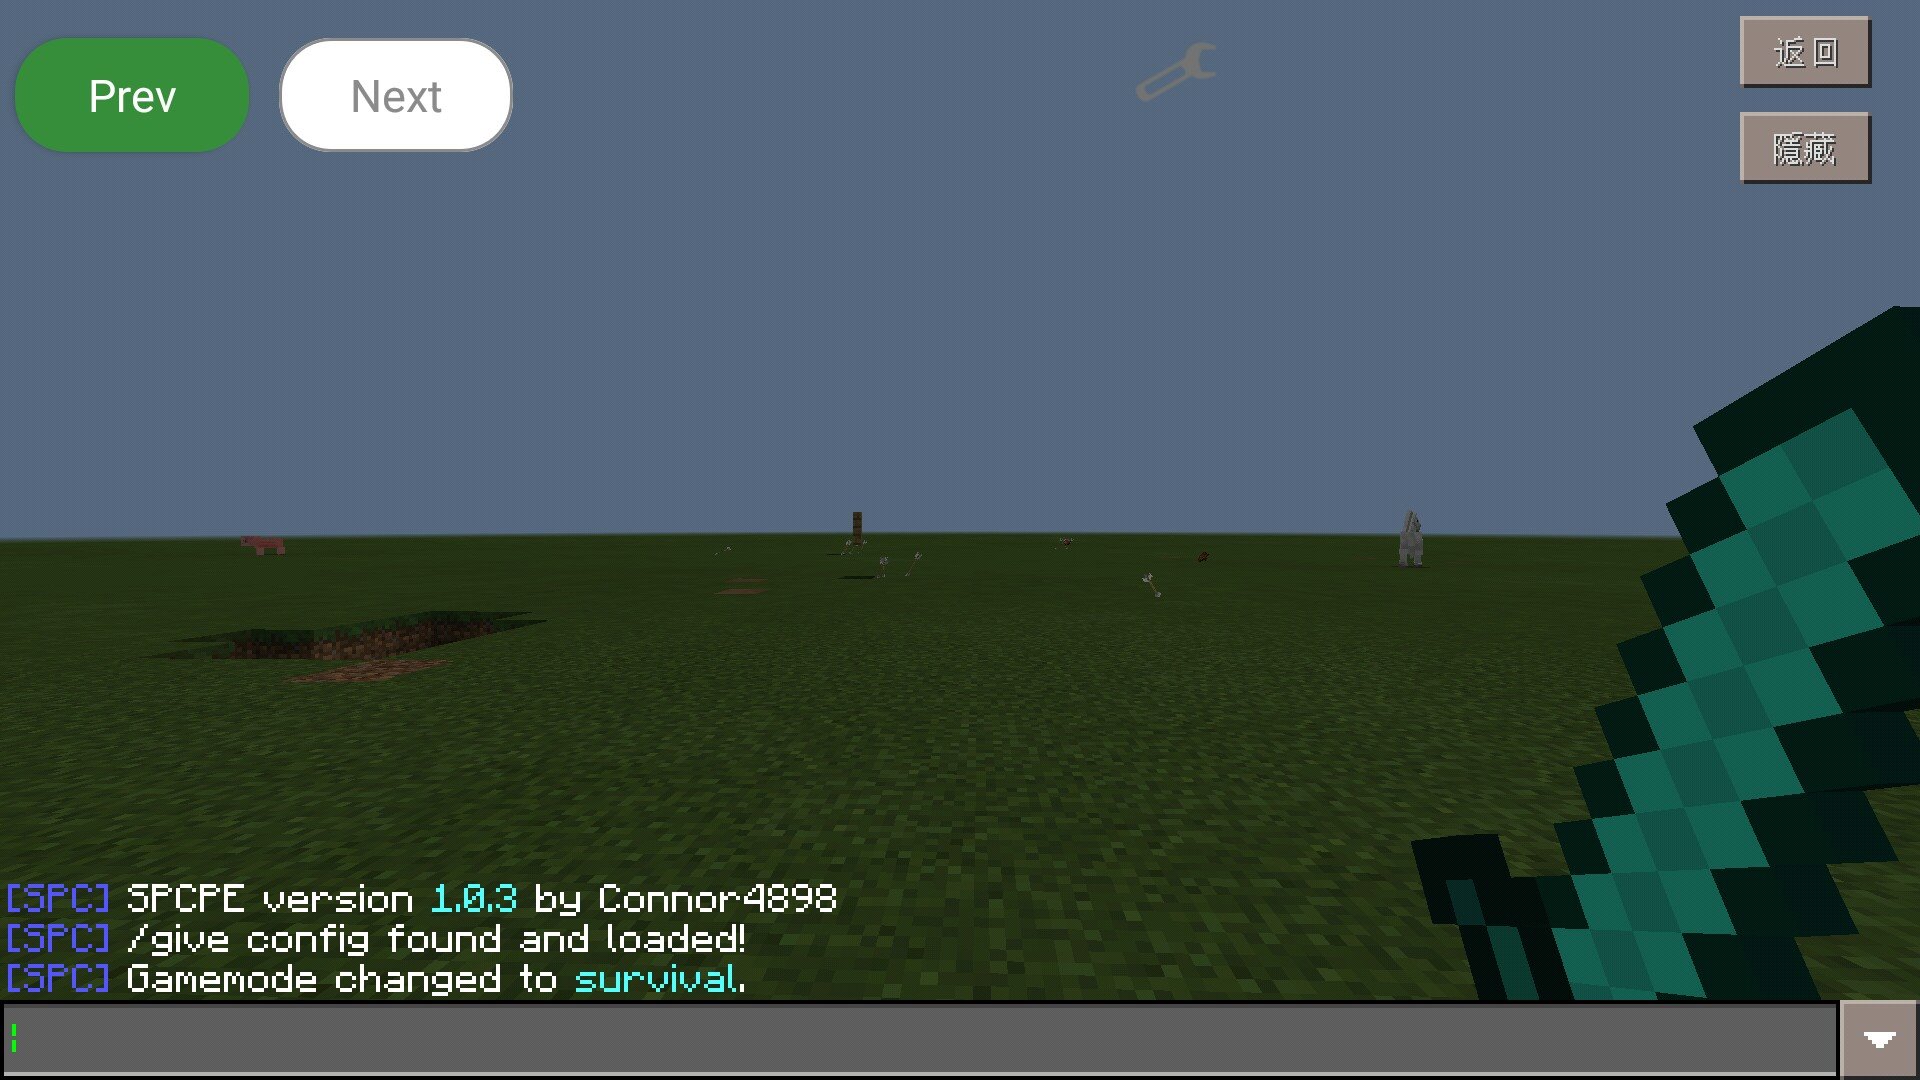 Prev
Next
返回
隱藏
[SPC] SPCPE version 1.0.3 by Connor4898
[SPC] /give config found and loaded!
[SPC] Gamemode changed to survival.